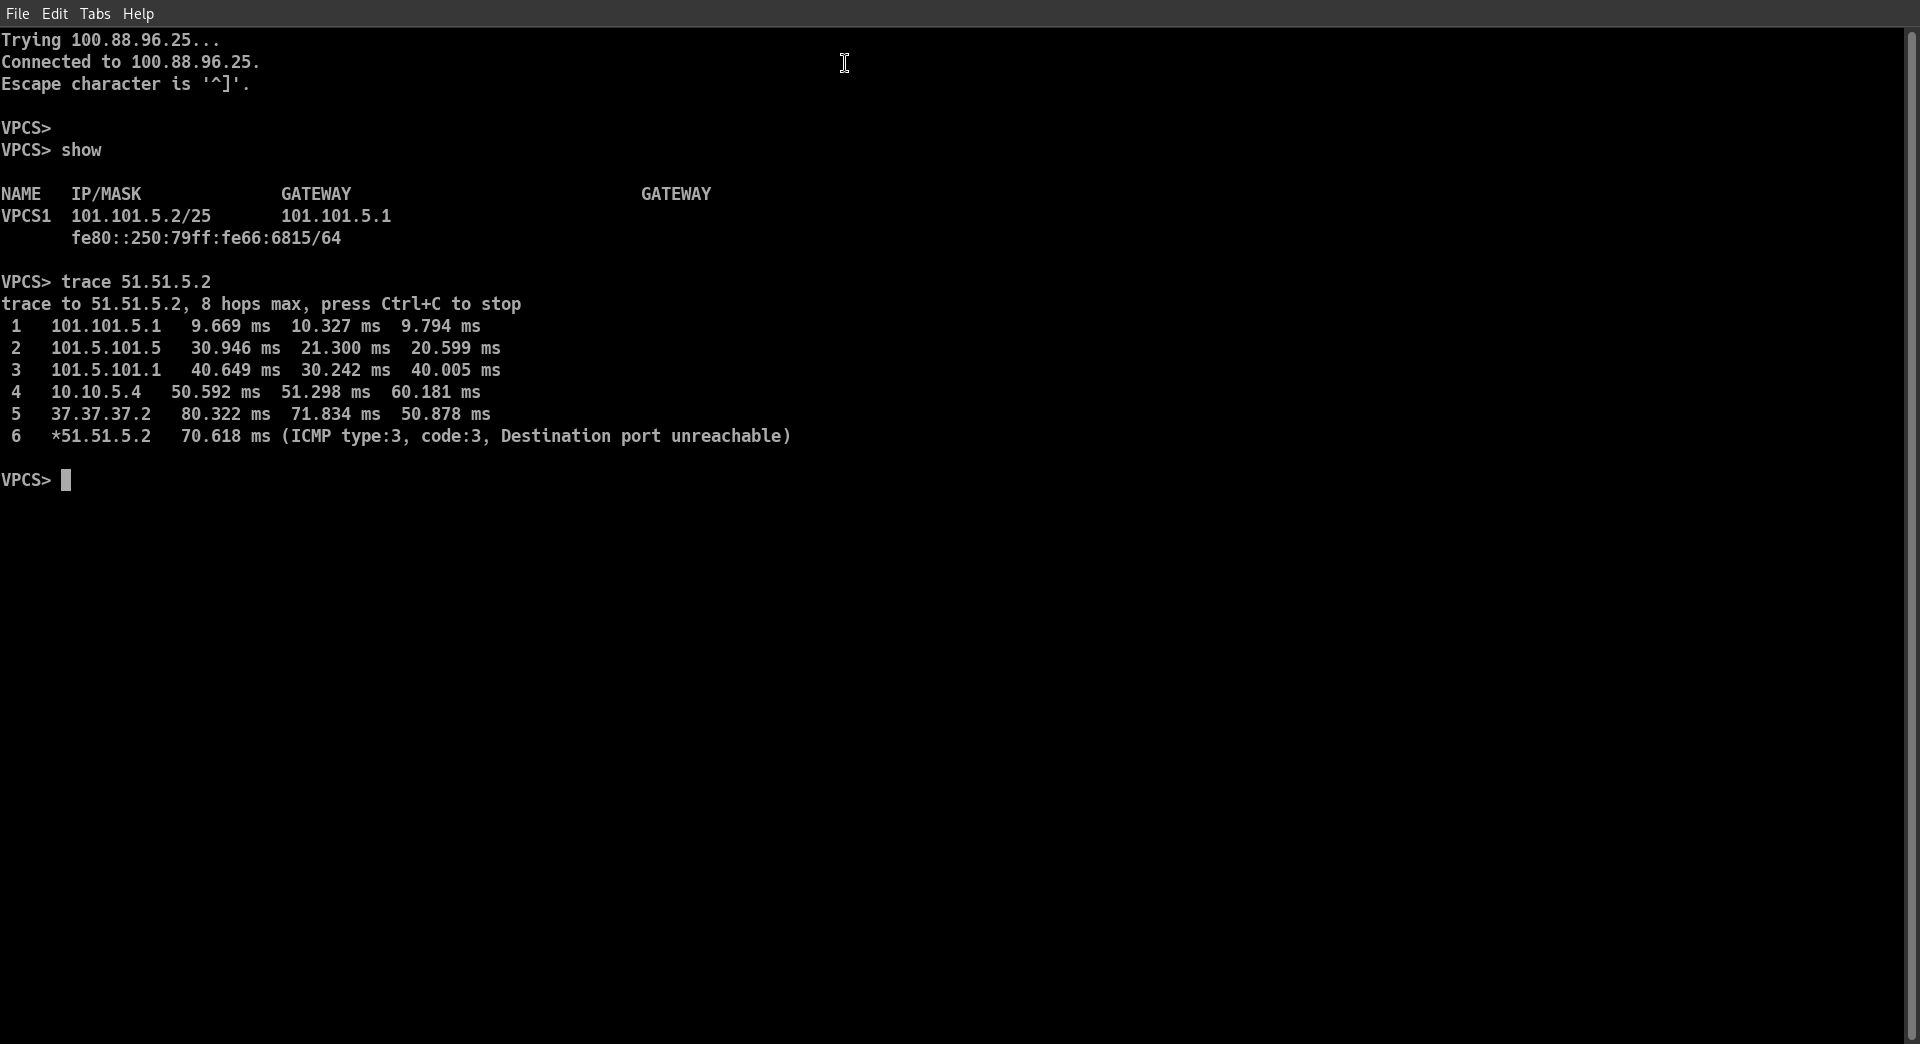 File Edit Tabs Help
Trying 100.88.96.25...
Connected to 100.88.96.25.
Escape character is '^]'.
VPCS>
VPCS> show
NAME   IP/MASK              GATEWAY                             GATEWAY
VPCS1  101.101.5.2/25       101.101.5.1
       fe80::250:79ff:fe66:6815/64
VPCS> trace 51.51.5.2
trace to 51.51.5.2, 8 hops max, press Ctrl+C to stop
 1   101.101.5.1   9.669 ms  10.327 ms  9.794 ms
 2   101.5.101.5   30.946 ms  21.300 ms  20.599 ms
 3   101.5.101.1   40.649 ms  30.242 ms  40.005 ms
 4   10.10.5.4   50.592 ms  51.298 ms  60.181 ms
 5   37.37.37.2   80.322 ms  71.834 ms  50.878 ms
 6   *51.51.5.2   70.618 ms (ICMP type:3, code:3, Destination port unreachable)
VPCS>